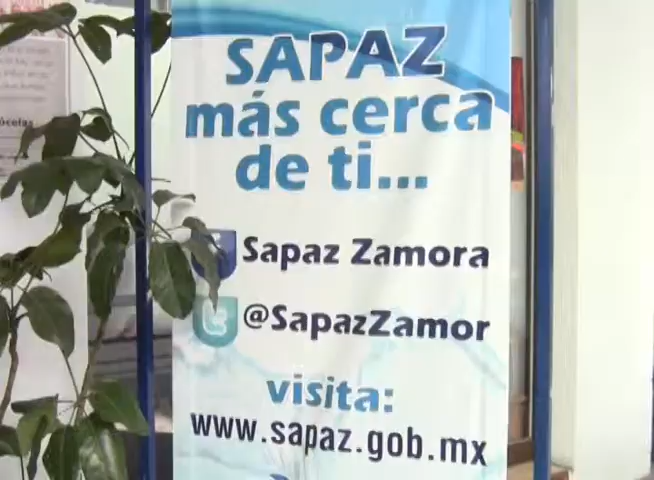 SAPAZ
más cerca
de ti...
Sapaz Zamora
@SapazZamor
visita:
www.sapaz.gob.mx